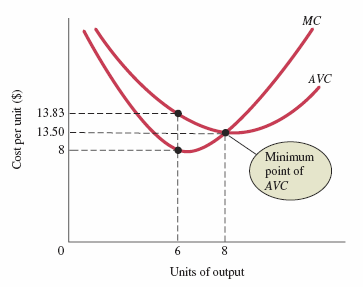 MC
AVC
Cost per unit ($)
13.83
13.50
8
Minimum
point of
AVC
0
6
8
Units of output